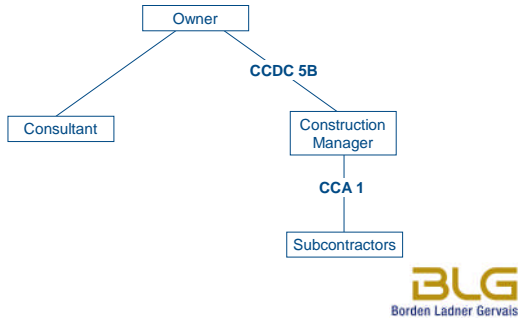 Owner
CCDC 5B
Consultant
Construction
Manager
CCA 1
Subcontractors
BLG
Borden Ladner Gervais